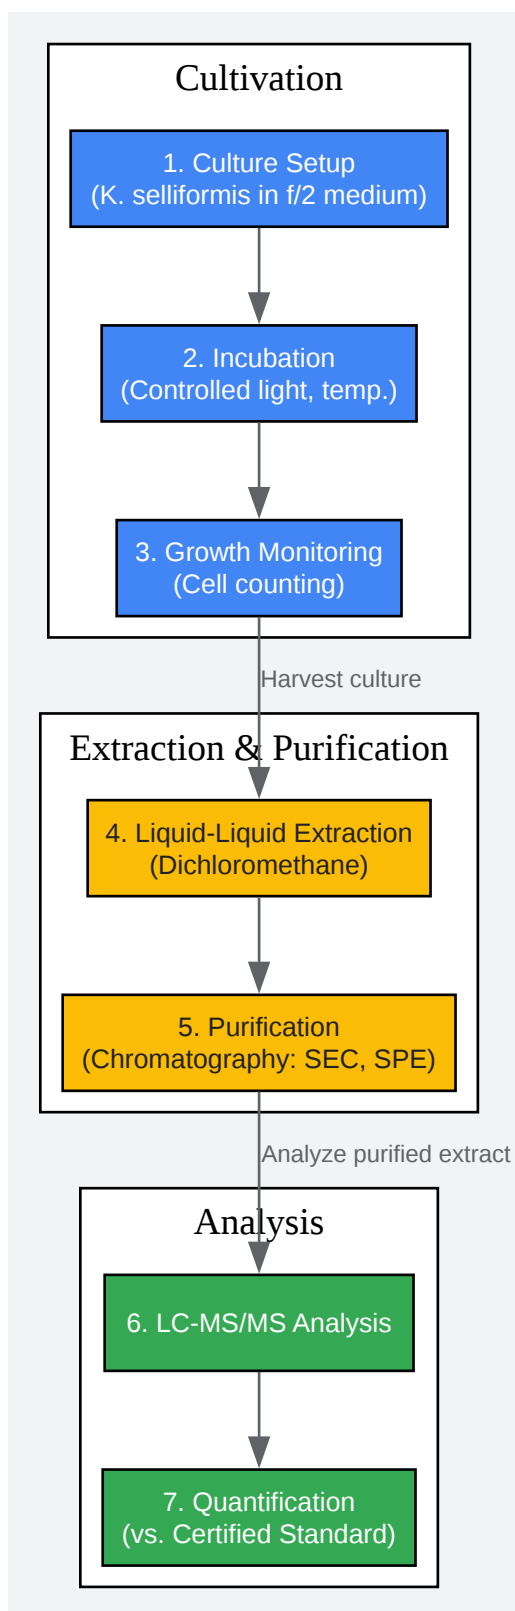 Cultivation
1. Culture Setup
(K. selliformis in f/2 medium)
2. Incubation
(Controlled light, temp.)
3. Growth Monitoring
(Cell counting)
Harvest culture
Extraction & Purification
4. Liquid-Liquid Extraction
(Dichloromethane)
5. Purification
(Chromatography: SEC, SPE)
Analyze purified extract
Analysis
6. LC-MS/MS Analysis
7. Quantification
(vs. Certified Standard)